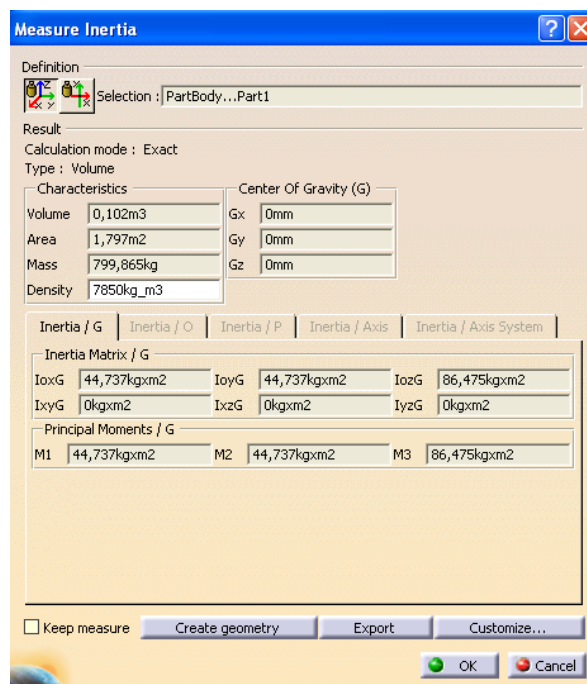 Measure Inertia
Definition
Selection : PartBody...Part1
Result
Calculation mode : Exact
Type : Volume
Characteristics Center Of Gravity (G)
Volume 0,102m3 Gx 0mm
Area 1,797m2 Gy 0mm
Mass 799,865kg Gz 0mm
Density 7850kg_m3
Inertia / G Inertia / O Inertia / P Inertia / Axis Inertia / Axis System
Inertia Matrix / G
IoxG 44,737kgxm2 IoyG 44,737kgxm2 IozG 86,475kgxm2
IxyG 0kgxm2 IxzG 0kgxm2 IyzG 0kgxm2
Principal Moments / G
M1 44,737kgxm2 M2 44,737kgxm2 M3 86,475kgxm2
Keep measure Create geometry Export Customize...
OK Cancel